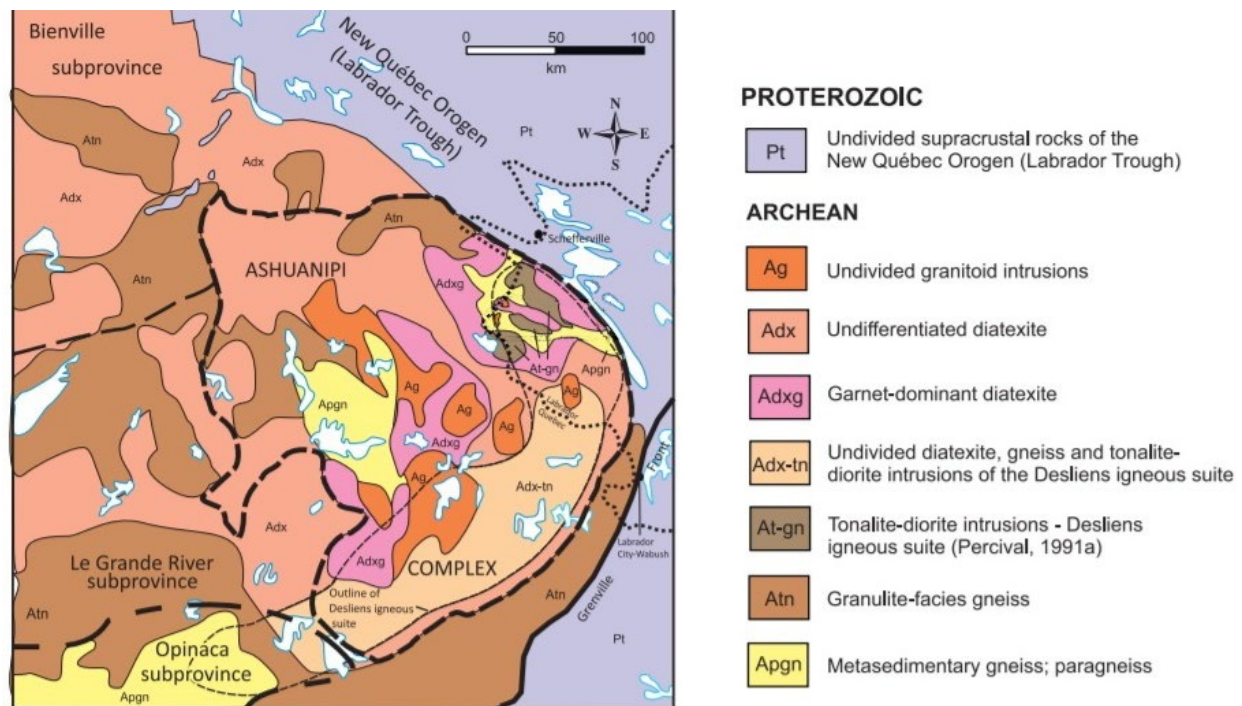 Bienville
subprovince
New Québec Orogen
(Labrador Trough)
0 50 100
km
N
W E
S
Pt
Atn
Adx
Adx
Atn
Schefferville
ASHUANIPI
Adxg
Atn
At-gn
Apgn
Ag
Labrador
Quebec
Ag
Ag
Ag
Apgn
Adxg
Ag
Adx-tn
Front
Adx
Labrador
City-Wabush
Adxg
COMPLEX
Le Grande River
subprovince
Outline of
Desliens igneous
suite
Atn
Grenville
Atn
Pt
Opinaca
subprovince
Apgn
PROTEROZOIC
Pt Undivided supracrustal rocks of the
New Québec Orogen (Labrador Trough)
ARCHEAN
Ag Undivided granitoid intrusions
Adx Undifferentiated diatexite
Adxg Garnet-dominant diatexite
Adx-tn Undivided diatexite, gneiss and tonalite-
diorite intrusions of the Desliens igneous suite
At-gn Tonalite-diorite intrusions - Desliens
igneous suite (Percival, 1991a)
Atn Granulite-facies gneiss
Apgn Metasedimentary gneiss; paragneiss